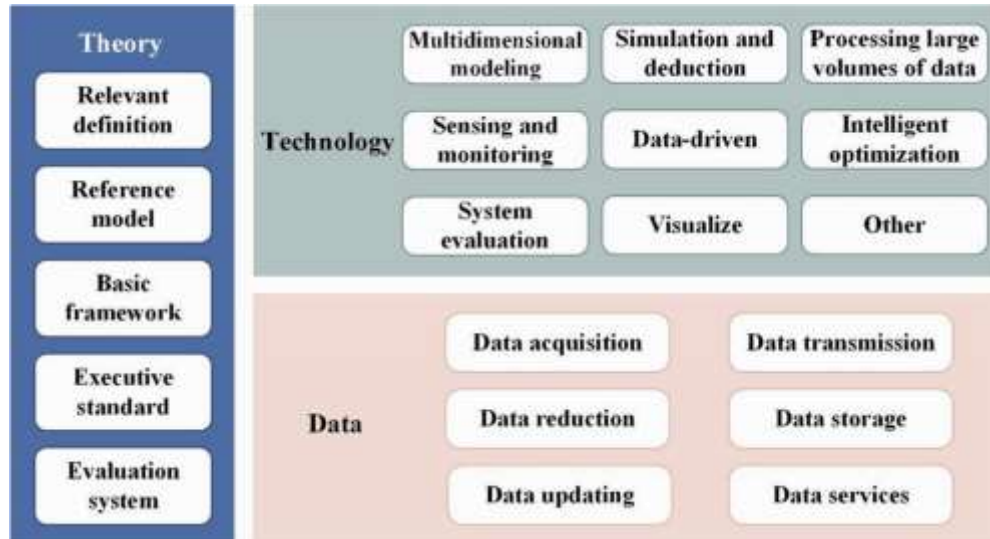 Theory
Relevant
definition
Reference
model
Basic
framework
Executive
standard
Evaluation
system
Technology
Multidimensional
modeling
Simulation and
deduction
Processing large
volumes of data
Sensing and
monitoring
Data-driven
Intelligent
optimization
System
evaluation
Visualize
Other
Data
Data acquisition
Data transmission
Data reduction
Data storage
Data updating
Data services